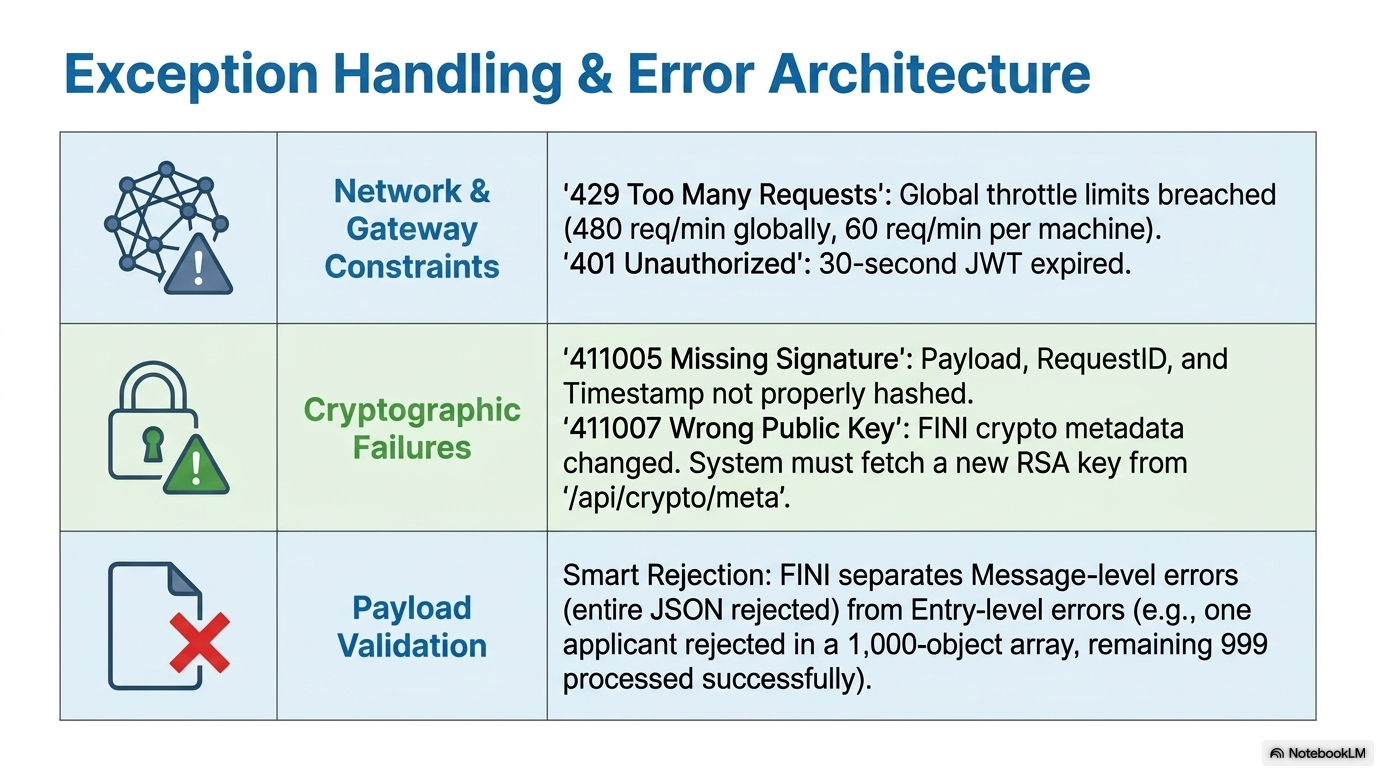 Exception Handling & Error Architecture
Network &
Gateway
Constraints
'429 Too Many Requests': Global throttle limits breached
(480 req/min globally, 60 req/min per machine).
'401 Unauthorized': 30-second JWT expired.
Cryptographic
Failures
'411005 Missing Signature': Payload, RequestID, and
Timestamp not properly hashed.
'411007 Wrong Public Key': FINI crypto metadata
changed. System must fetch a new RSA key from
'/api/crypto/meta'.
Payload
Validation
Smart Rejection: FINI separates Message-level errors
(entire JSON rejected) from Entry-level errors (e.g., one
applicant rejected in a 1,000-object array, remaining 999
processed successfully).
NotebookLM